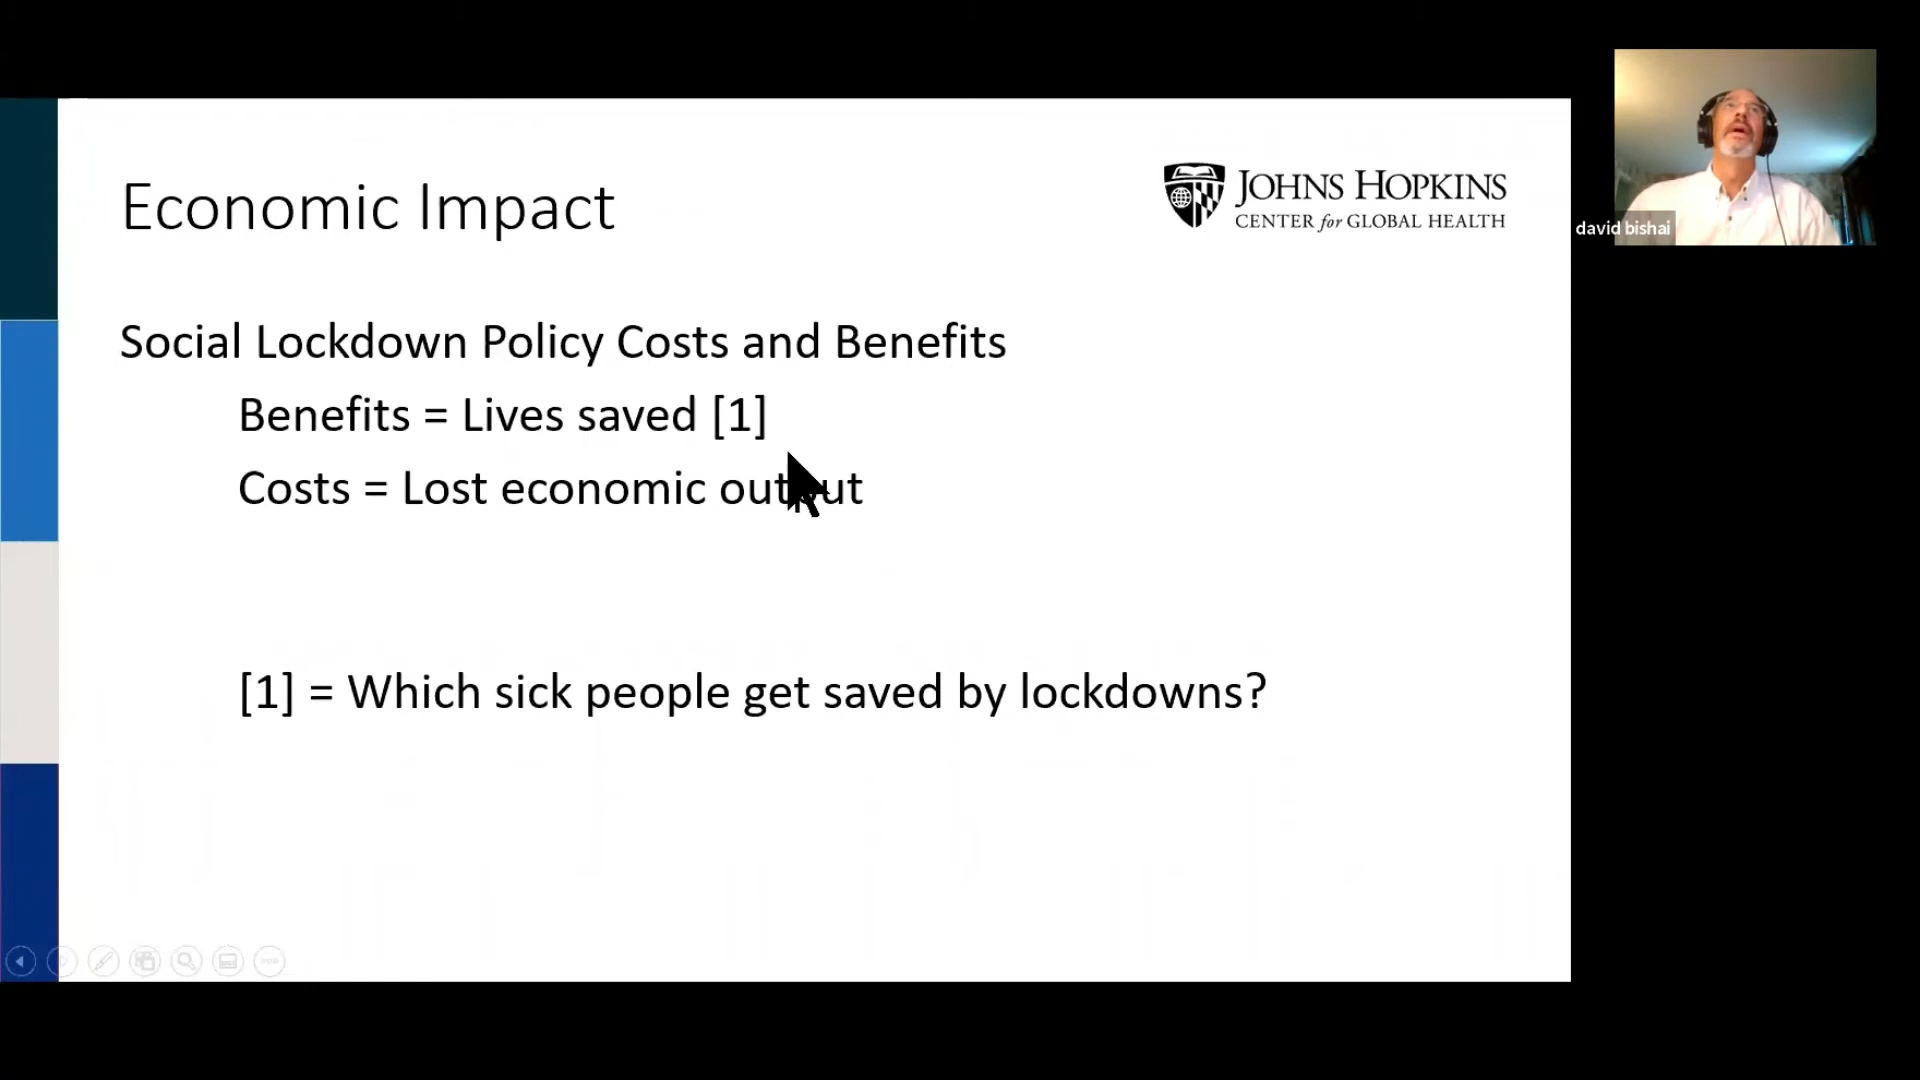 Economic Impact
JOHNS HOPKINS
CENTER for GLOBAL HEALTH
david bishai
Social Lockdown Policy Costs and Benefits
Benefits = Lives saved [1]
Costs = Lost economic output
[1] = Which sick people get saved by lockdowns?